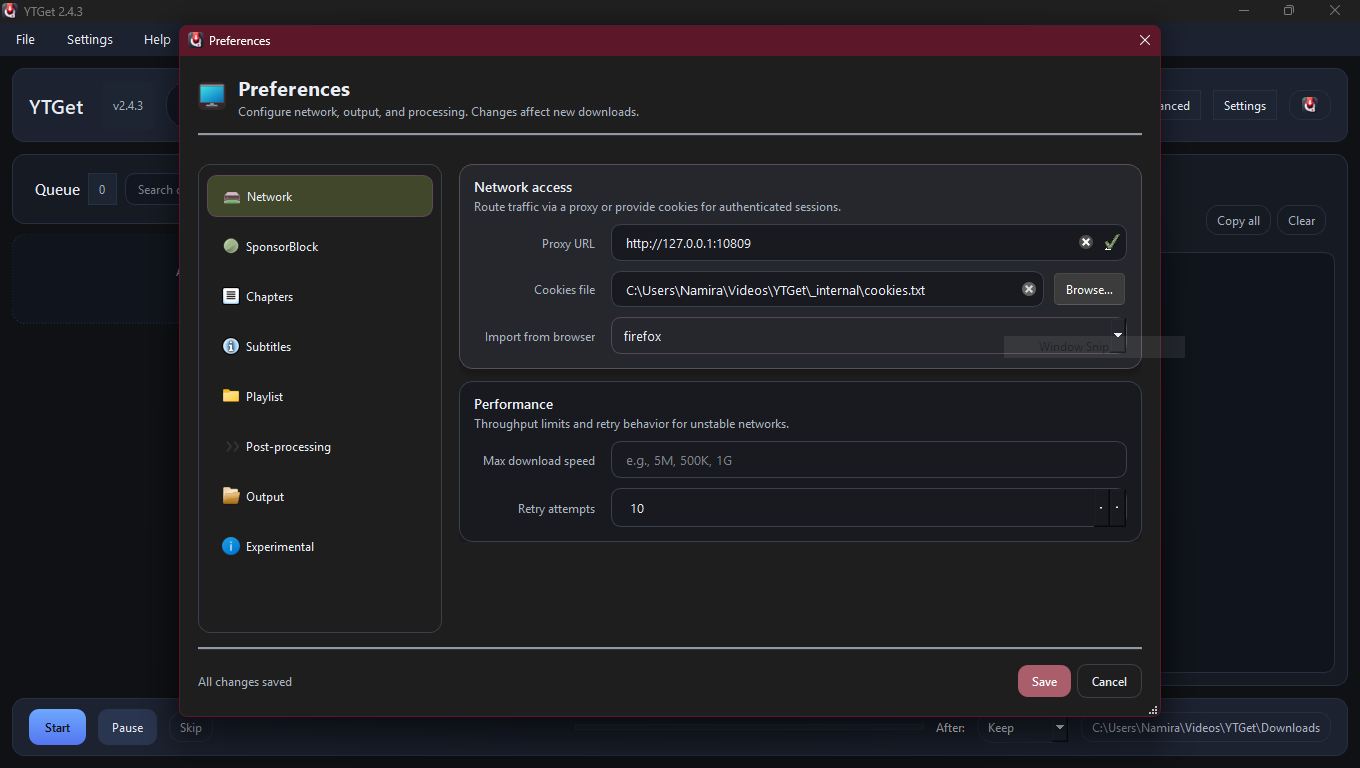 YTGet 2.4.3
File Settings Help
Preferences
YTGet v2.4.3
Settings
Preferences
Configure network, output, and processing. Changes affect new downloads.
Queue 0 Search
Copy all Clear
Network
SponsorBlock
Chapters
Subtitles
Playlist
Post-processing
Output
Experimental
Network access
Route traffic via a proxy or provide cookies for authenticated sessions.
Proxy URL http://127.0.0.1:10809
Cookies file C:\Users\Namira\Videos\YTGet\_internal\cookies.txt Browse...
Import from browser firefox
Window Snip
Performance
Throughput limits and retry behavior for unstable networks.
Max download speed e.g., 5M, 500K, 1G
Retry attempts 10
All changes saved
Save Cancel
Start Pause Skip
After: Keep C:\Users\Namira\Videos\YTGet\Downloads